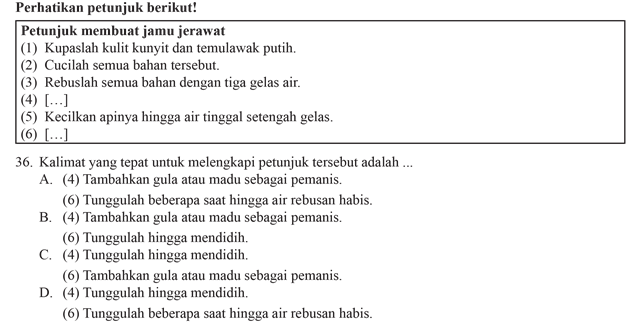 Perhatikan petunjuk berikut!
Petunjuk membuat jamu jerawat
(1) Kupaslah kulit kunyit dan temulawak putih.
(2) Cucilah semua bahan tersebut.
(3) Rebuslah semua bahan dengan tiga gelas air.
(4) […]
(5) Kecilkan apinya hingga air tinggal setengah gelas.
(6) […]
36. Kalimat yang tepat untuk melengkapi petunjuk tersebut adalah ...
A. (4) Tambahkan gula atau madu sebagai pemanis.
(6) Tunggulah beberapa saat hingga air rebusan habis.
B. (4) Tambahkan gula atau madu sebagai pemanis.
(6) Tunggulah hingga mendidih.
C. (4) Tunggulah hingga mendidih.
(6) Tambahkan gula atau madu sebagai pemanis.
D. (4) Tunggulah hingga mendidih.
(6) Tunggulah beberapa saat hingga air rebusan habis.